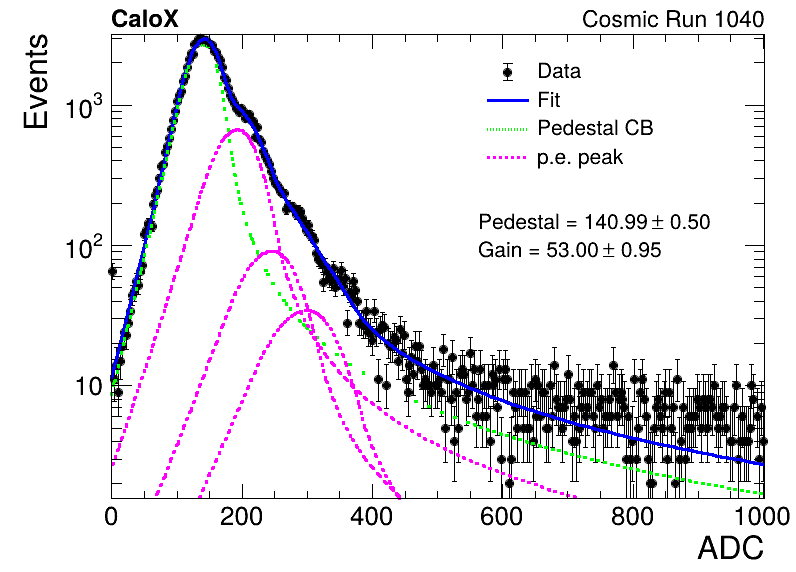 CaloX Cosmic Run 1040
Events
10³
10²
10
Data
Fit
Pedestal CB
p.e. peak
Pedestal = 140.99 ± 0.50
Gain = 53.00 ± 0.95
0 200 400 600 800 1000
ADC